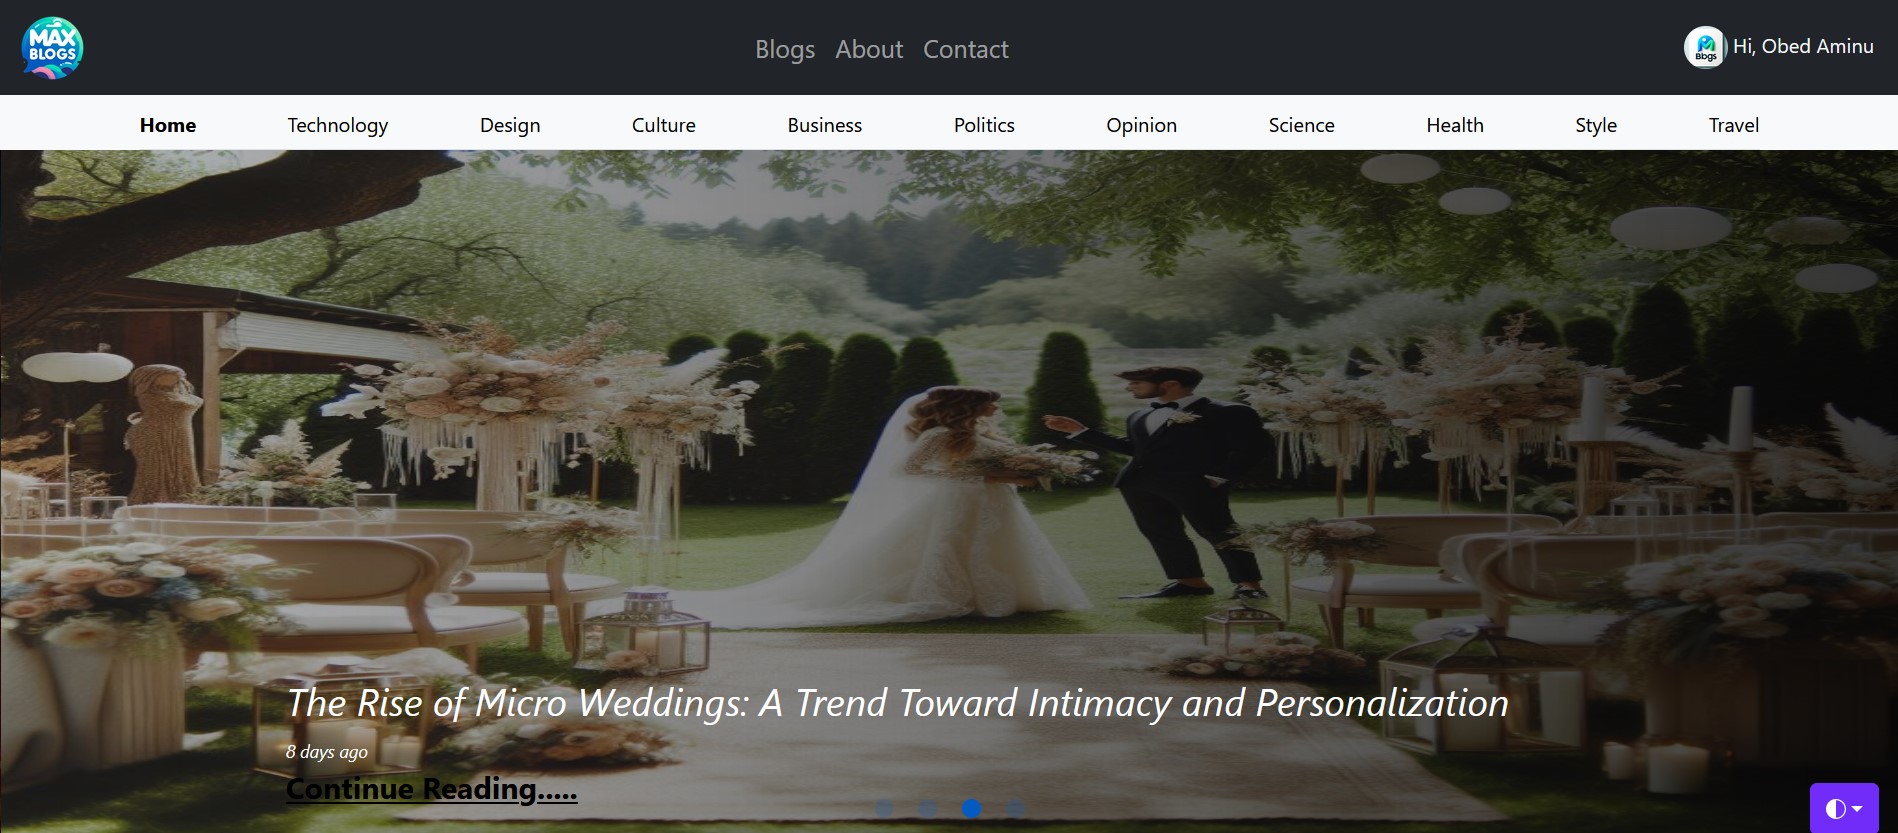 MAX
BLOGS
Blogs About Contact
M
Blogs
Hi, Obed Aminu
Home Technology Design Culture Business Politics Opinion Science Health Style Travel
The Rise of Micro Weddings: A Trend Toward Intimacy and Personalization
8 days ago
Continue Reading.....